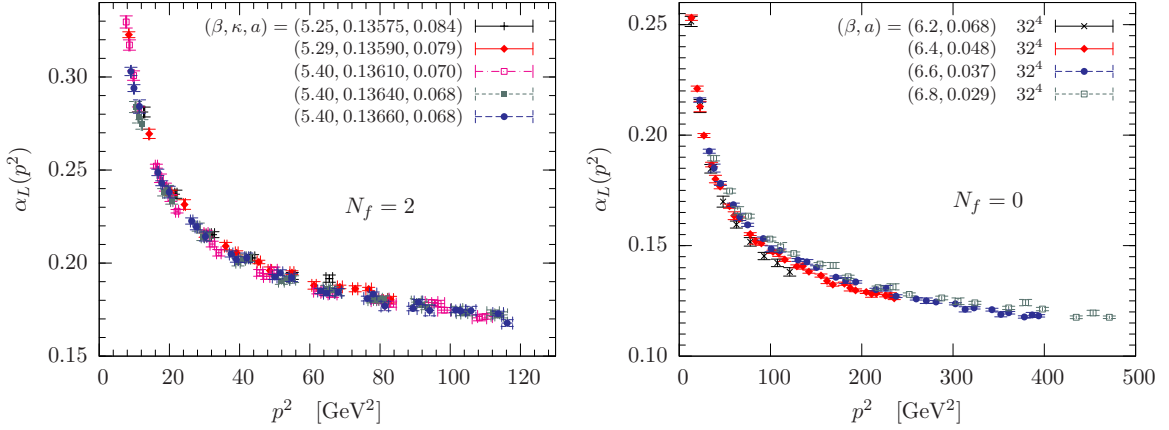 (β, κ, a) = (5.25, 0.13575, 0.084)
(5.29, 0.13590, 0.079)
(5.40, 0.13610, 0.070)
(5.40, 0.13640, 0.068)
(5.40, 0.13660, 0.068)
N_f = 2
α_L(p²)
0.30
0.25
0.20
0.15
0 20 40 60 80 100 120
p² [GeV²]
(β, a) = (6.2, 0.068) 32⁴
(6.4, 0.048) 32⁴
(6.6, 0.037) 32⁴
(6.8, 0.029) 32⁴
N_f = 0
α_L(p²)
0.25
0.20
0.15
0.10
0 100 200 300 400 500
p² [GeV²]